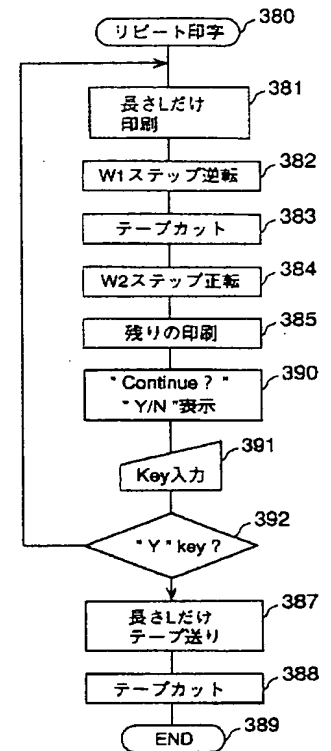 380
リピート印字
381
長さLだけ
印刷
382
W1ステップ逆転
383
テープカット
384
W2ステップ正転
385
残りの印刷
390
"Continue ? "
"Y/N "表示
391
Key入力
392
"Y" key ?
387
長さLだけ
テープ送り
388
テープカット
END
389